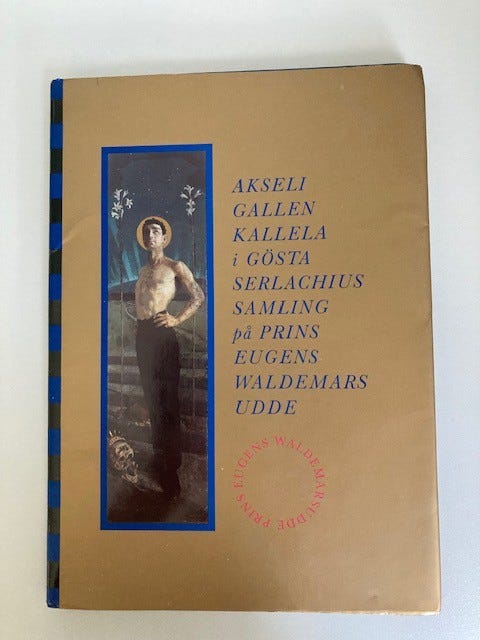 AKSELI
GALLEN
KALLELA
i GÖSTA
SERLACHIUS
SAMLING
på PRINS
EUGENS
WALDEMARS
UDDE
PRINS EUGENS WALDEMARSUDDE